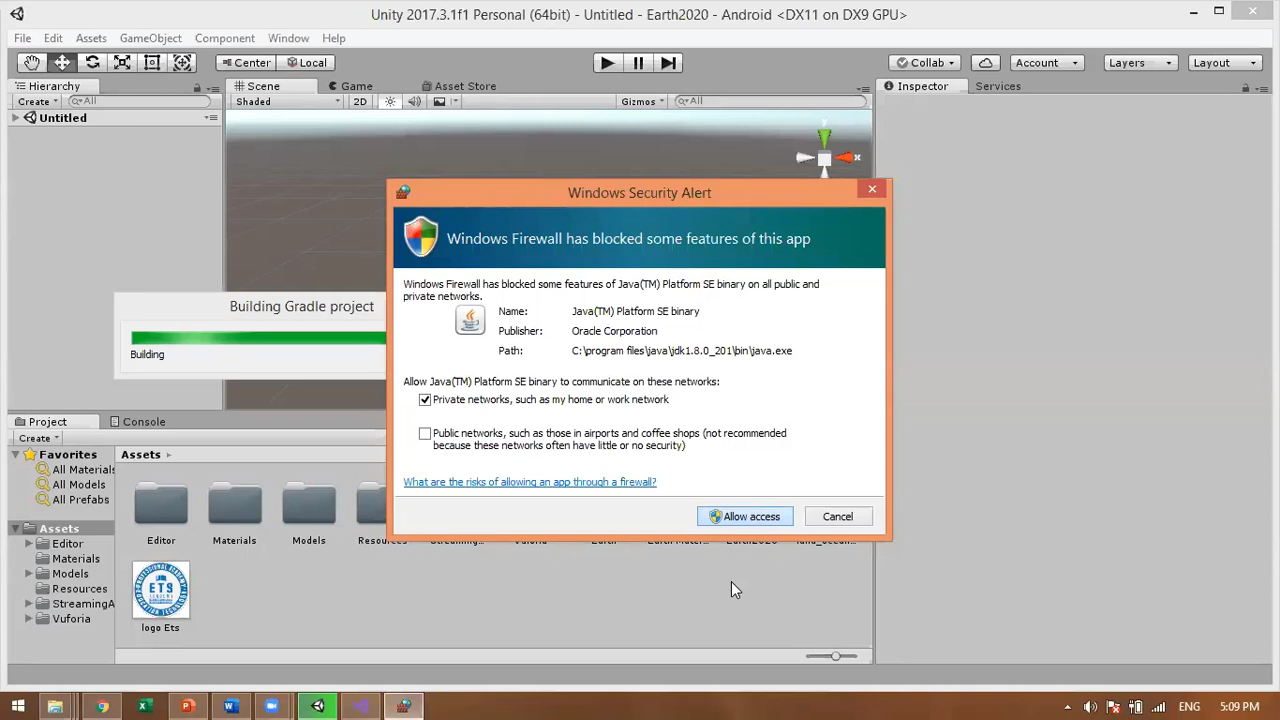 Unity 2017.3.1f1 Personal (64bit) - Untitled - Earth2020 - Android <DX11 on DX9 GPU>
File Edit Assets GameObject Component Window Help
Center Local Collab Account Layers Layout
Hierarchy Scene Game Asset Store Inspector Services
Create All Shaded 2D Gizmos All
Untitled
x
Windows Security Alert
Windows Firewall has blocked some features of this app
Windows Firewall has blocked some features of Java(TM) Platform SE binary on all public and
private networks.
Name: Java(TM) Platform SE binary
Publisher: Oracle Corporation
Path: C:\program files\java\jdk1.8.0_201\bin\java.exe
Allow Java(TM) Platform SE binary to communicate on these networks:
Private networks, such as my home or work network
Public networks, such as those in airports and coffee shops (not recommended
because these networks often have little or no security)
What are the risks of allowing an app through a firewall?
Allow access Cancel
Building Gradle project
Building
Project Console
Create
Favorites
All Materials
All Models
All Prefabs
Assets
Editor
Materials
Models
Resources
StreamingA
Vuforia
Assets
Editor Materials Models
ETS
logo Ets
ENG 5:09 PM